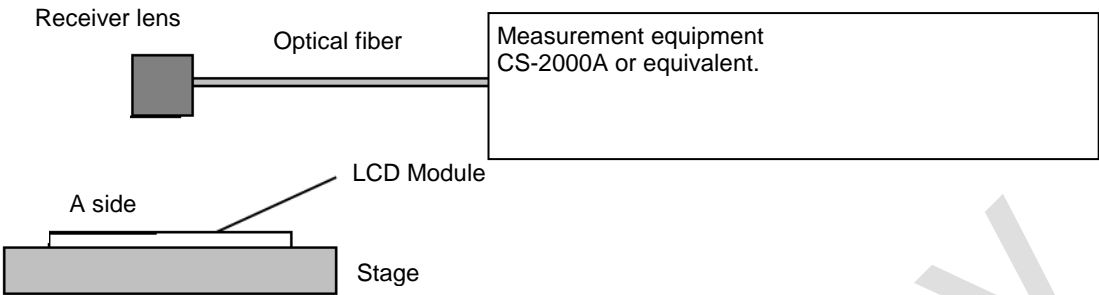 Receiver lens
Optical fiber
Measurement equipment
CS-2000A or equivalent.
LCD Module
A side
Stage